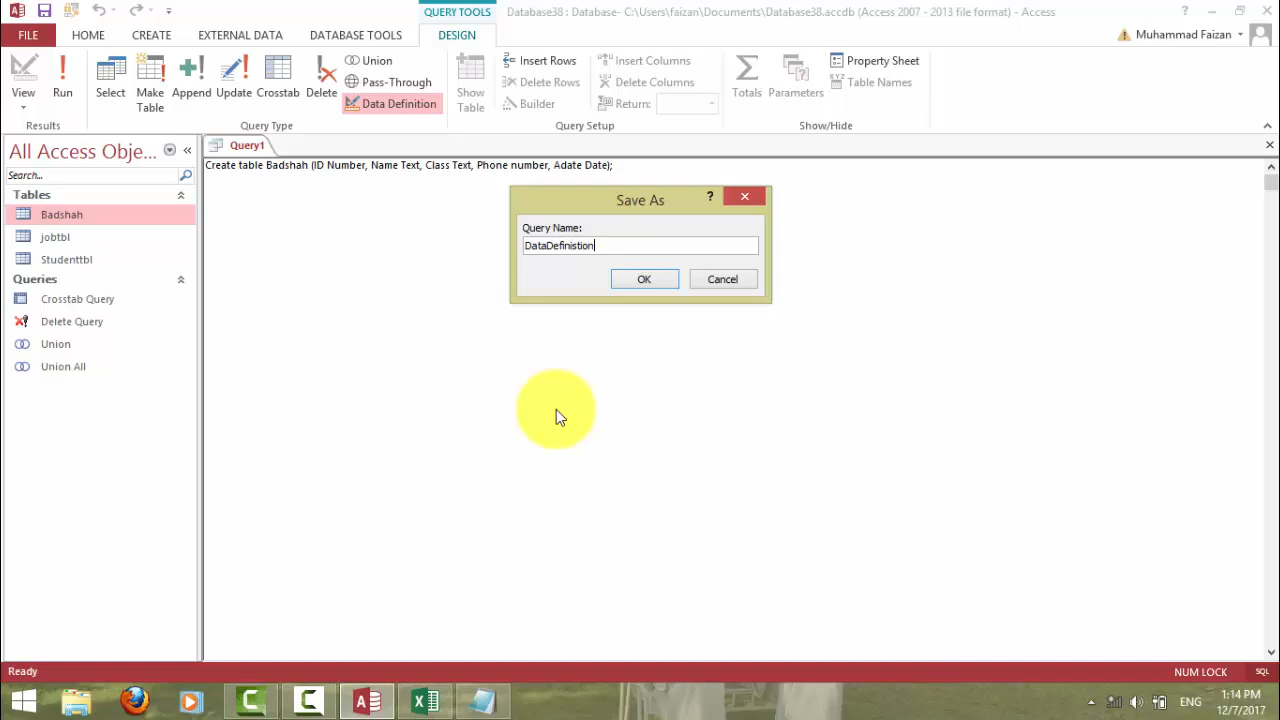 QUERY TOOLS
Database38 : Database- C:\Users\faizan\Documents\Database38.accdb (Access 2007 - 2013 file format) - Access
FILE
HOME
CREATE
EXTERNAL DATA
DATABASE TOOLS
DESIGN
Muhammad Faizan
View
Run
Select
Make Table
Append
Update
Crosstab
Delete
Union
Pass-Through
Data Definition
Show Table
Insert Rows
Delete Rows
Builder
Insert Columns
Delete Columns
Return:
Totals
Parameters
Property Sheet
Table Names
Results
Query Type
Query Setup
Show/Hide
All Access Obje...
Search...
Tables
Badshah
jobtbl
Studenttbl
Queries
Crosstab Query
Delete Query
Union
Union All
Query1
Create table Badshah (ID Number, Name Text, Class Text, Phone number, Adate Date);
Save As
Query Name:
DataDefinistion
OK
Cancel
Ready
NUM LOCK
SQL
ENG
1:14 PM
12/7/2017